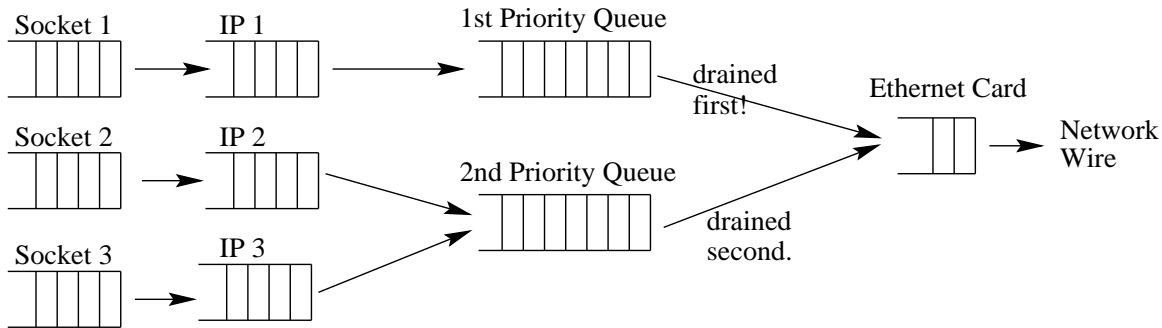 Socket 1
IP 1
1st Priority Queue
drained
first!
Ethernet Card
Network
Wire
Socket 2
IP 2
2nd Priority Queue
drained
second.
Socket 3
IP 3